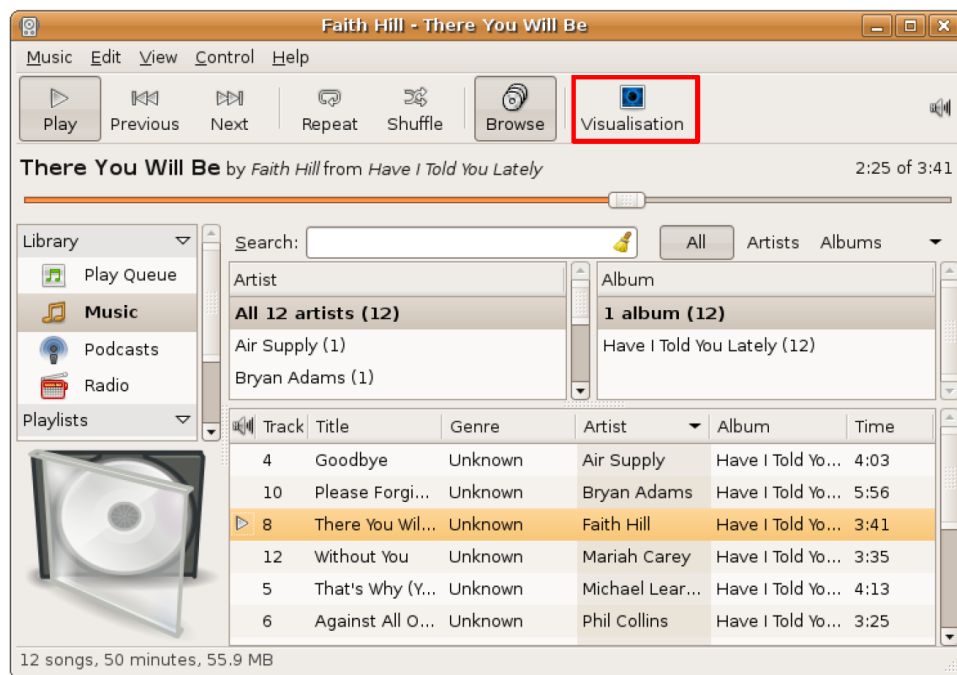 Faith Hill - There You Will Be
Music Edit View Control Help
Play Previous Next Repeat Shuffle Browse Visualisation
There You Will Be by Faith Hill from Have I Told You Lately 2:25 of 3:41
Library
Play Queue
Music
Podcasts
Radio
Playlists
Search: All Artists Albums
Artist Album
All 12 artists (12) 1 album (12)
Air Supply (1) Have I Told You Lately (12)
Bryan Adams (1)
Track Title Genre Artist Album Time
4 Goodbye Unknown Air Supply Have I Told Yo... 4:03
10 Please Forgi... Unknown Bryan Adams Have I Told Yo... 5:56
8 There You Wil... Unknown Faith Hill Have I Told Yo... 3:41
12 Without You Unknown Mariah Carey Have I Told Yo... 3:35
5 That's Why (Y... Unknown Michael Lear... Have I Told Yo... 4:13
6 Against All O... Unknown Phil Collins Have I Told Yo... 3:25
12 songs, 50 minutes, 55.9 MB